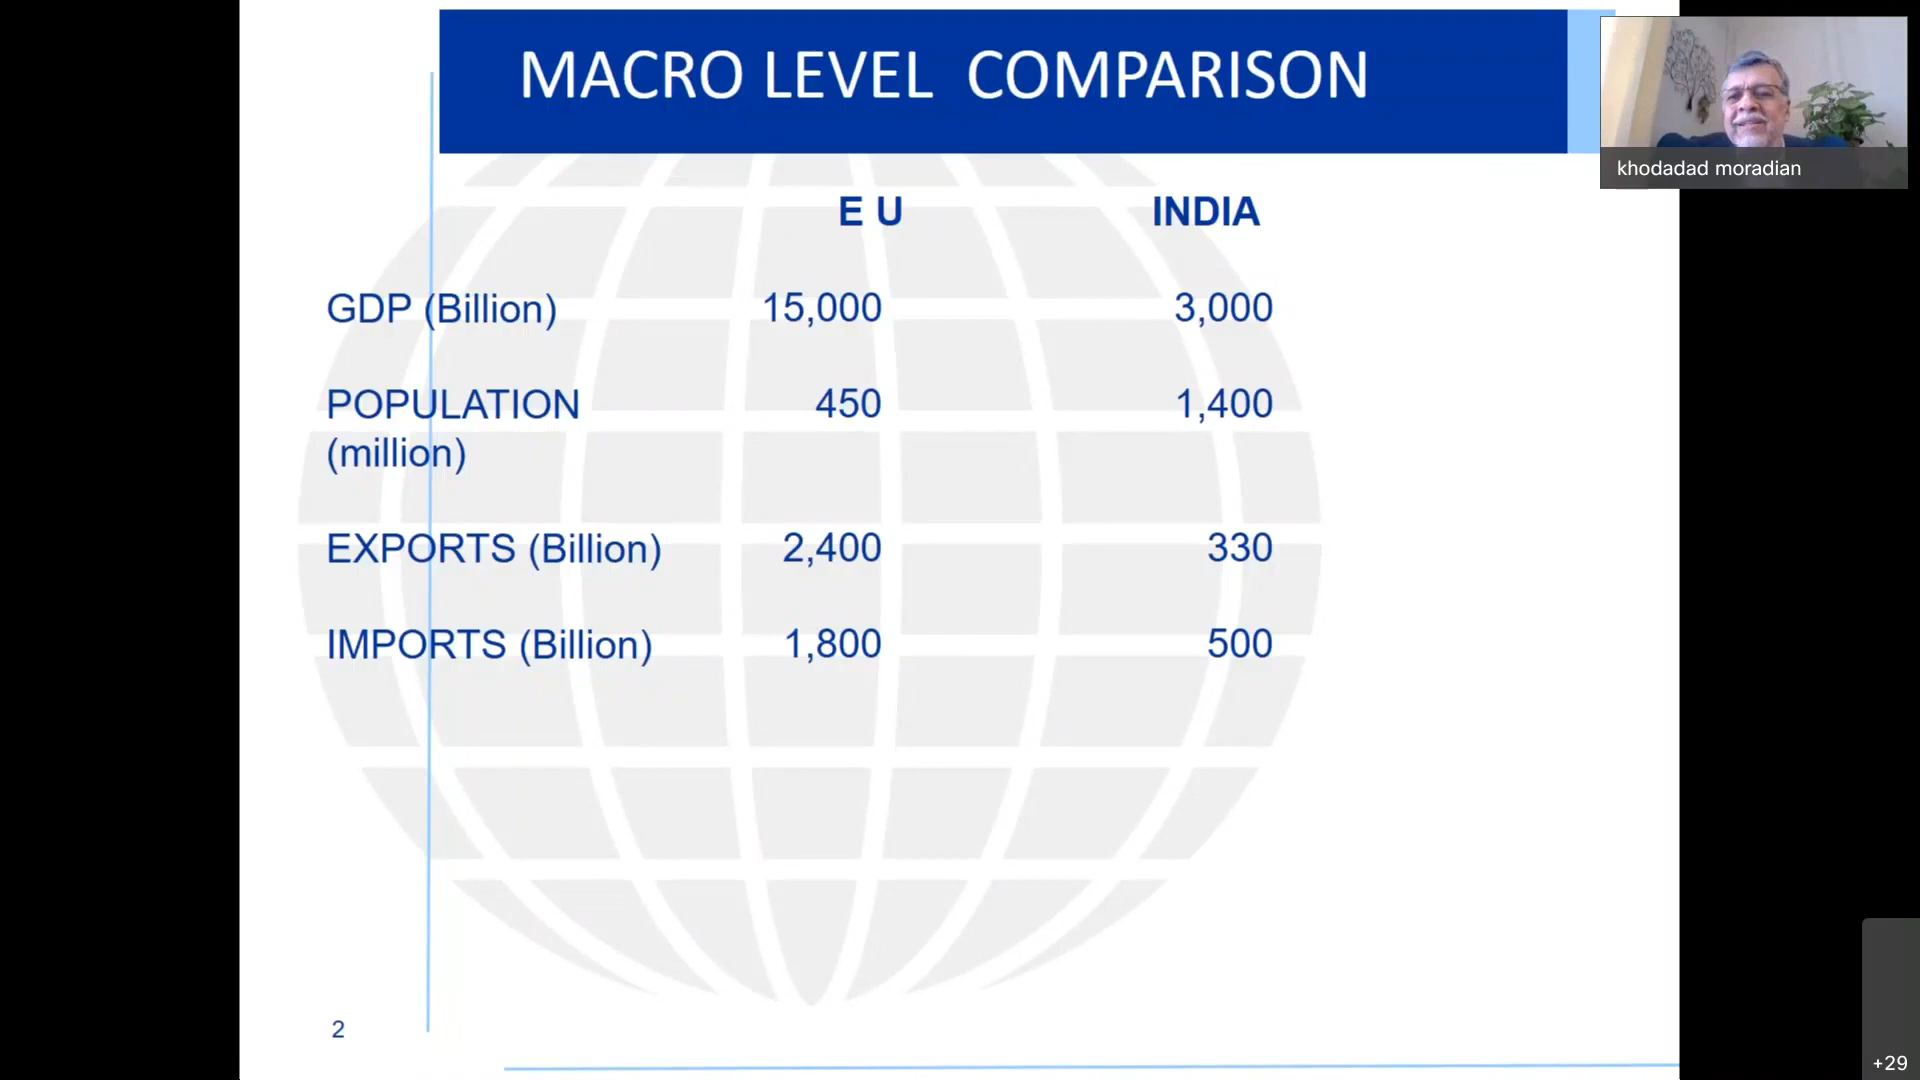 MACRO LEVEL COMPARISON
khodadad moradian
E U INDIA
GDP (Billion) 15,000 3,000
POPULATION 450 1,400
(million)
EXPORTS (Billion) 2,400 330
IMPORTS (Billion) 1,800 500
2
+29